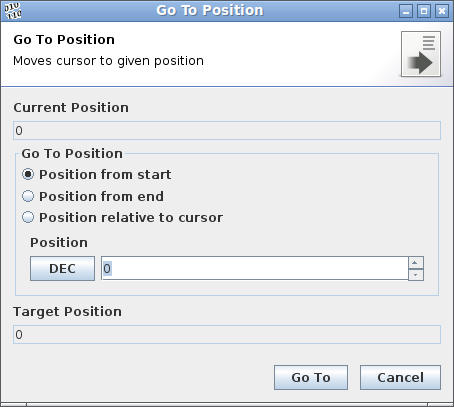 Go To Position
Go To Position
Moves cursor to given position
Current Position
0
Go To Position
Position from start
Position from end
Position relative to cursor
Position
DEC 0
Target Position
0
Go To Cancel